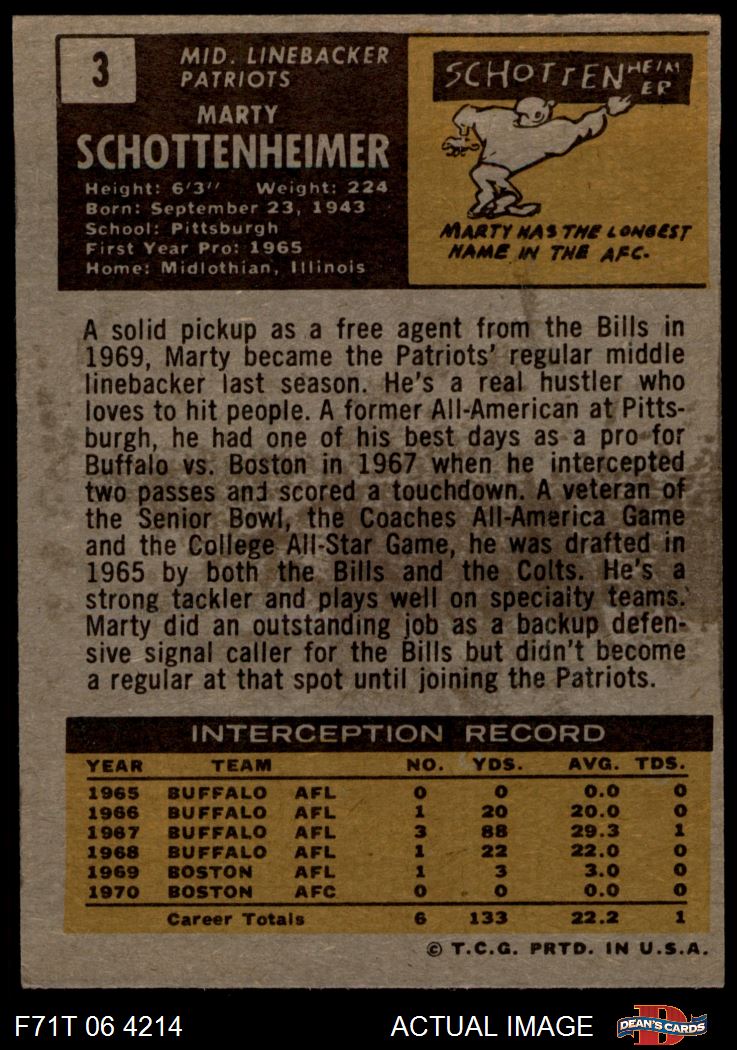 3
MID. LINEBACKER
PATRIOTS
MARTY
SCHOTTENHEIMER
Height: 6'3" Weight: 224
Born: September 23, 1943
School: Pittsburgh
First Year Pro: 1965
Home: Midlothian, Illinois
SCHOTTENHEIM
ER
MARTY HAS THE LONGEST
NAME IN THE AFC.
A solid pickup as a free agent from the Bills in
1969, Marty became the Patriots' regular middle
linebacker last season. He's a real hustler who
loves to hit people. A former All-American at Pitts-
burgh, he had one of his best days as a pro for
Buffalo vs. Boston in 1967 when he intercepted
two passes and scored a touchdown. A veteran of
the Senior Bowl, the Coaches All-America Game
and the College All-Star Game, he was drafted in
1965 by both the Bills and the Colts. He's a
strong tackler and plays well on specialty teams.
Marty did an outstanding job as a backup defen-
sive signal caller for the Bills but didn't become
a regular at that spot until joining the Patriots.
INTERCEPTION RECORD
YEAR TEAM NO. YDS. AVG. TDS.
1965 BUFFALO AFL 0 0 0.0 0
1966 BUFFALO AFL 1 20 20.0 0
1967 BUFFALO AFL 3 88 29.3 1
1968 BUFFALO AFL 1 22 22.0 0
1969 BOSTON AFL 1 3 3.0 0
1970 BOSTON AFC 0 0 0.0 0
Career Totals 6 133 22.2 1
© T.C.G. PRTD. IN U.S.A.
F71T 06 4214 ACTUAL IMAGE
D
DEAN'S CARDS